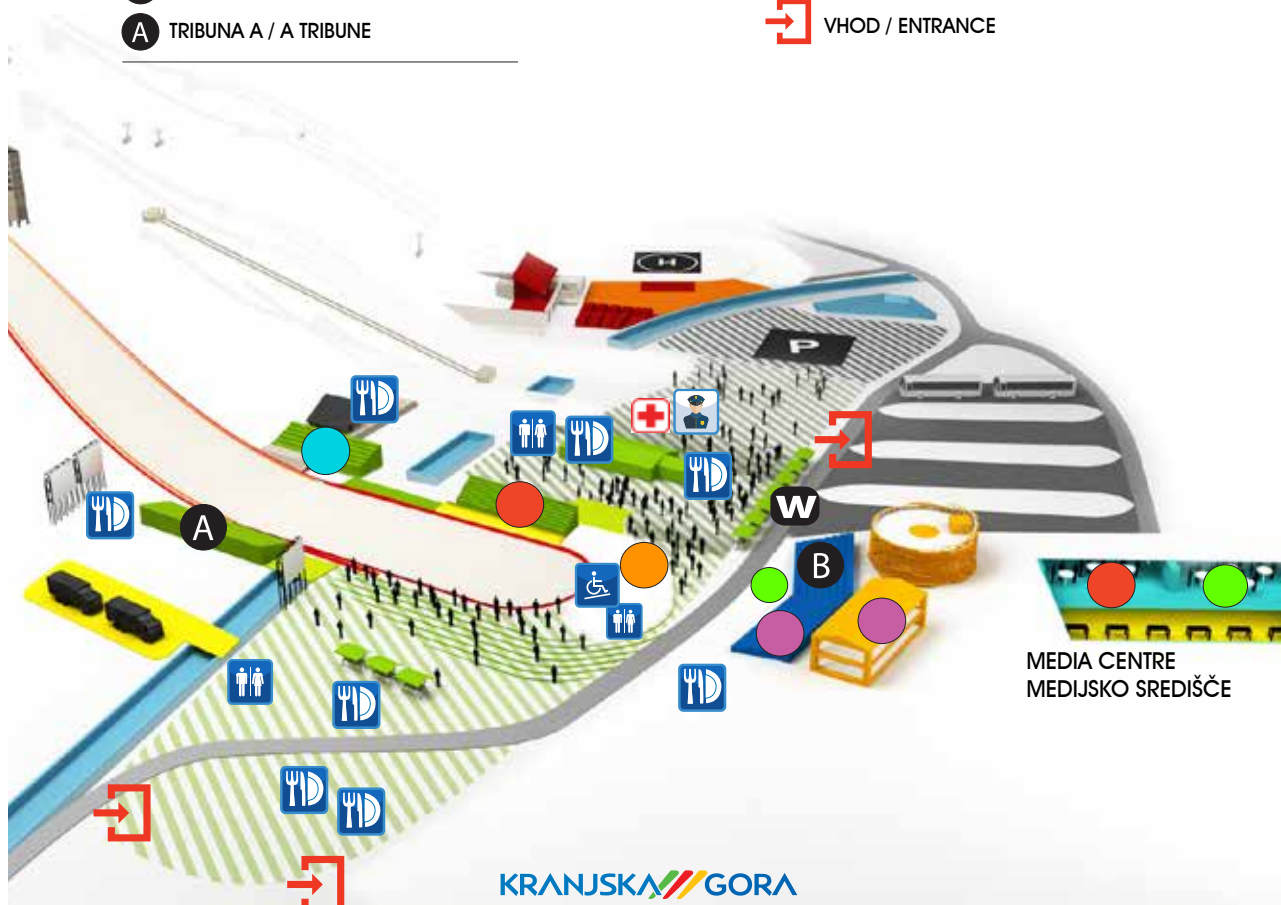 A TRIBUNA A / A TRIBUNE
VHOD / ENTRANCE
H
P
W
A
B
MEDIA CENTRE
MEDIJSKO SREDIŠČE
KRANJSKA GORA